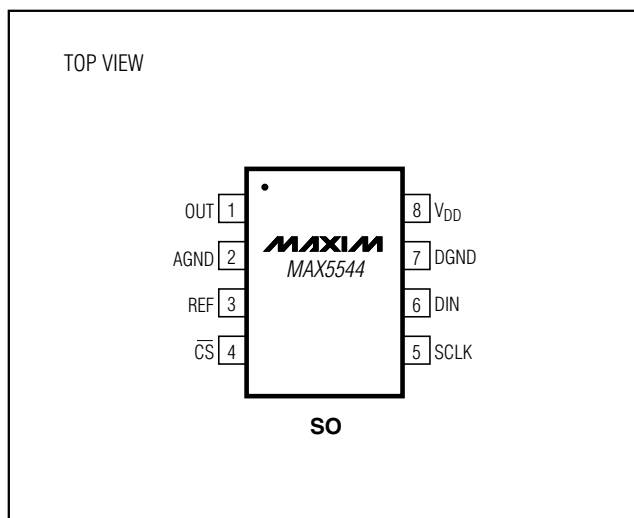 TOP VIEW
OUT 1
8 VDD
AGND 2
MAXIM
7 DGND
MAX5544
REF 3
6 DIN
C̅S̅ 4
5 SCLK
SO